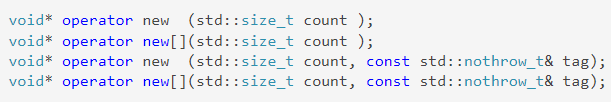 void* operator new  (std::size_t count );
void* operator new[](std::size_t count );
void* operator new  (std::size_t count, const std::nothrow_t& tag);
void* operator new[](std::size_t count, const std::nothrow_t& tag);